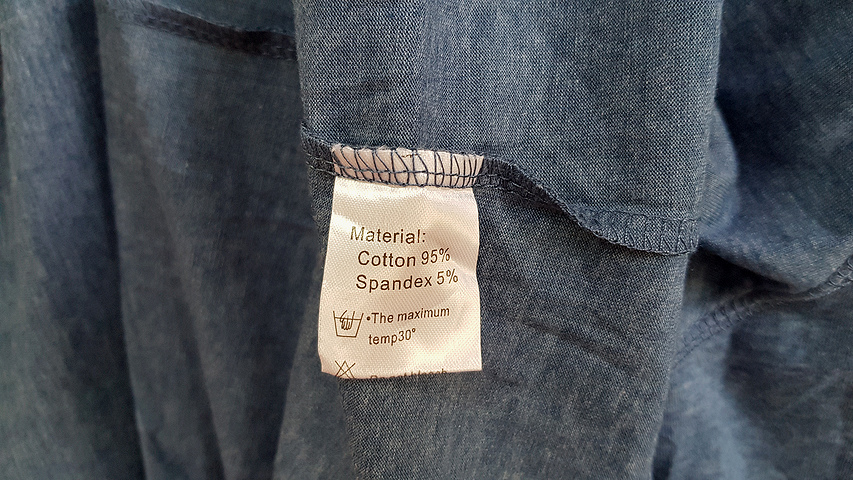 Material:
Cotton 95%
Spandex 5%
•The maximum
temp30°